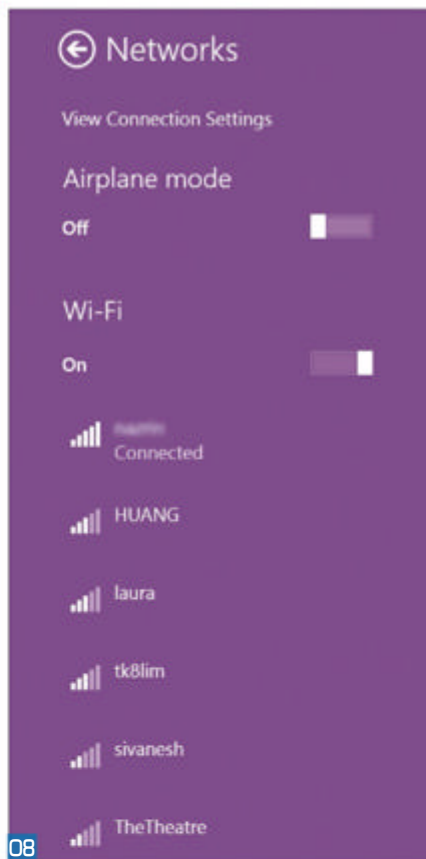 Networks
View Connection Settings
Airplane mode
Off
Wi-Fi
On
Connected
HUANG
laura
tk8lim
sivanesh
TheTheatre
08